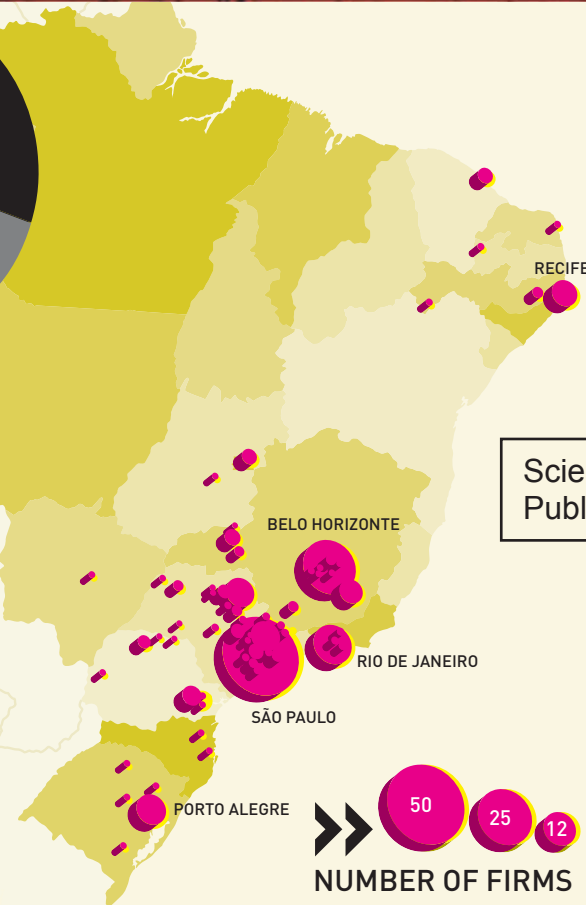 RECIFE
Scie
Publ
BELO HORIZONTE
RIO DE JANEIRO
SÃO PAULO
PORTO ALEGRE
50
25
12
NUMBER OF FIRMS